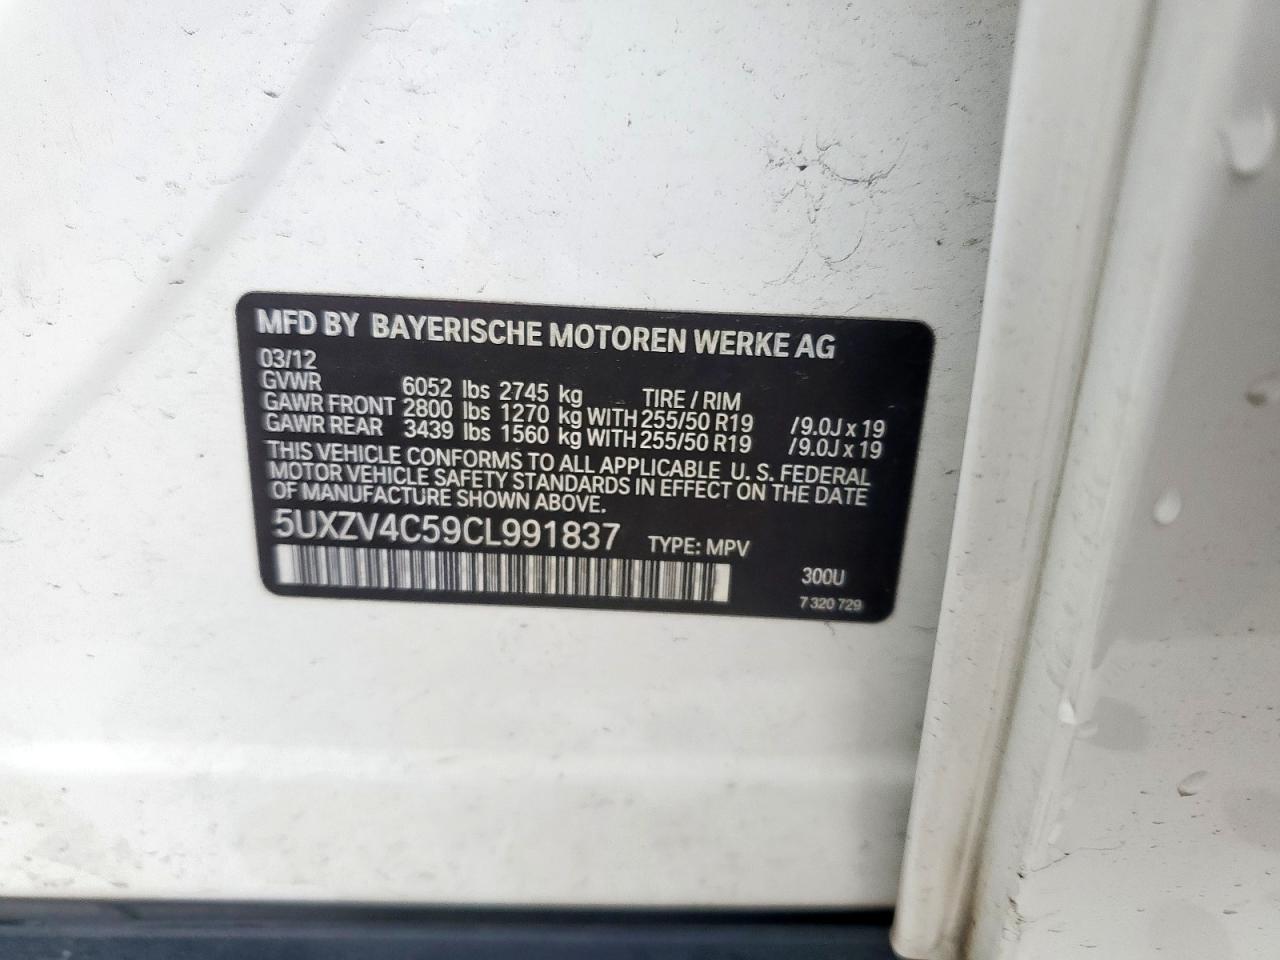 MFD BY BAYERISCHE MOTOREN WERKE AG
03/12
GVWR 6052 lbs 2745 kg TIRE / RIM
GAWR FRONT 2800 lbs 1270 kg WITH 255/50 R19 /9.0J x 19
GAWR REAR 3439 lbs 1560 kg WITH 255/50 R19 /9.0J x 19
THIS VEHICLE CONFORMS TO ALL APPLICABLE U. S. FEDERAL
MOTOR VEHICLE SAFETY STANDARDS IN EFFECT ON THE DATE
OF MANUFACTURE SHOWN ABOVE.
5UXZV4C59CL991837 TYPE: MPV
300U
7 320 729